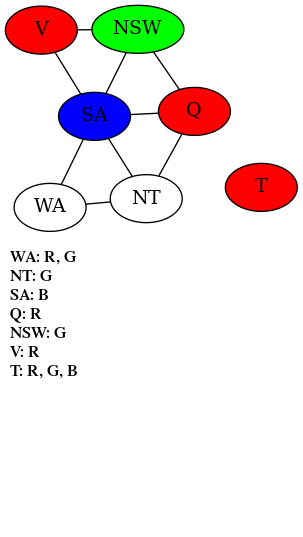 V
NSW
SA
Q
T
WA
NT
WA: R, G
NT: G
SA: B
Q: R
NSW: G
V: R
T: R, G, B